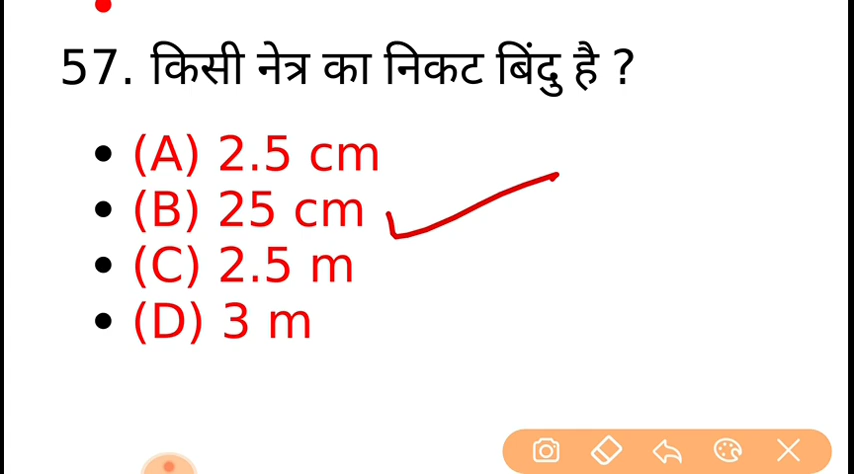 57. किसी नेत्र का निकट बिंदु है ?
(A) 2.5 cm
(B) 25 cm
(C) 2.5 m
(D) 3 m